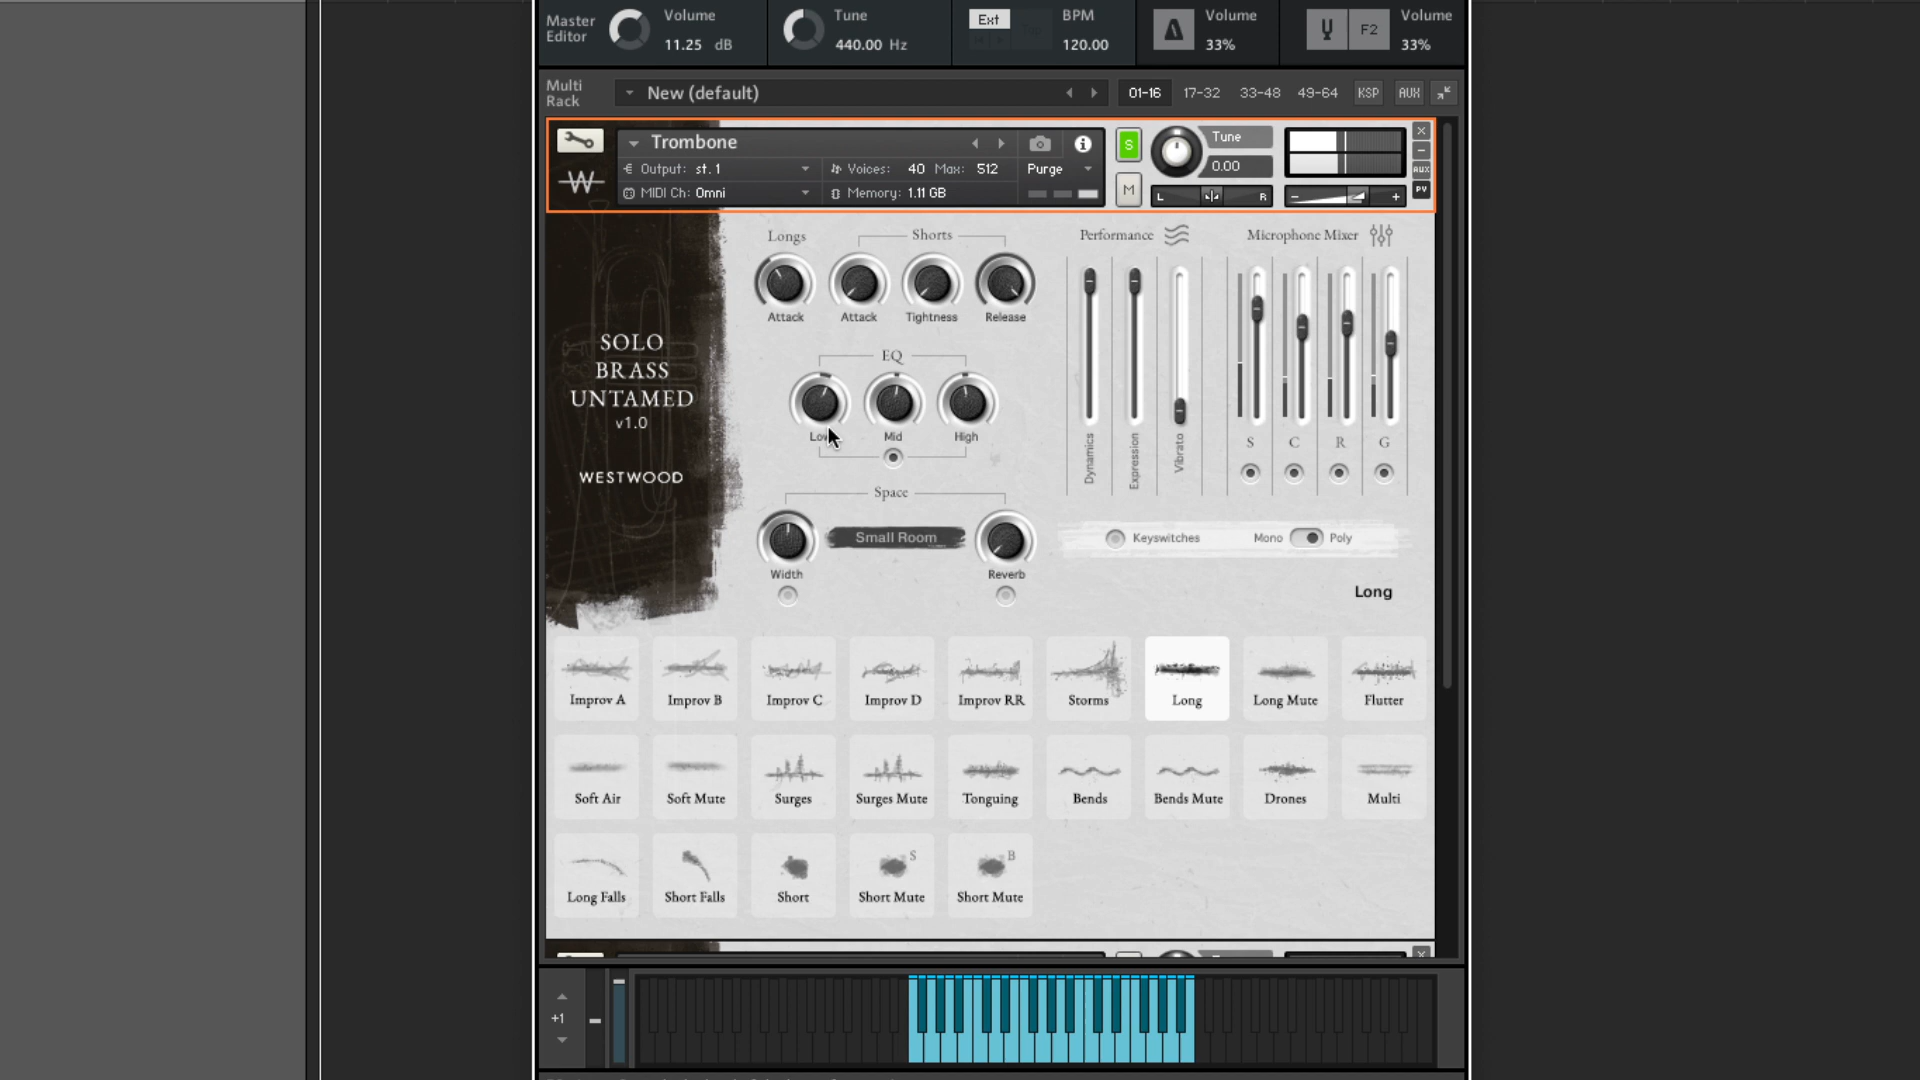 Master Editor
Volume
11.25 dB
Tune
440.00 Hz
Ext
BPM
120.00
Volume
33%
F2
Volume
33%
Multi Rack
New (default)
01-16
17-32
33-48
49-64
KSP
AUX
Trombone
Output: st. 1
Voices: 40 Max: 512
Purge
MIDI Ch: Omni
Memory: 1.11 GB
S
M
Tune
0.00
L
R
AUX
PV
Longs
Shorts
Attack
Attack
Tightness
Release
Performance
Microphone Mixer
SOLO
BRASS
UNTAMED
v1.0
WESTWOOD
EQ
Low
Mid
High
Dynamics
Expression
Vibrato
S
C
R
G
Space
Small Room
Width
Reverb
Keyswitches
Mono
Poly
Long
Improv A
Improv B
Improv C
Improv D
Improv RR
Storms
Long
Long Mute
Flutter
Soft Air
Soft Mute
Surges
Surges Mute
Tonguing
Bends
Bends Mute
Drones
Multi
Long Falls
Short Falls
Short
S
Short Mute
B
Short Mute
+1